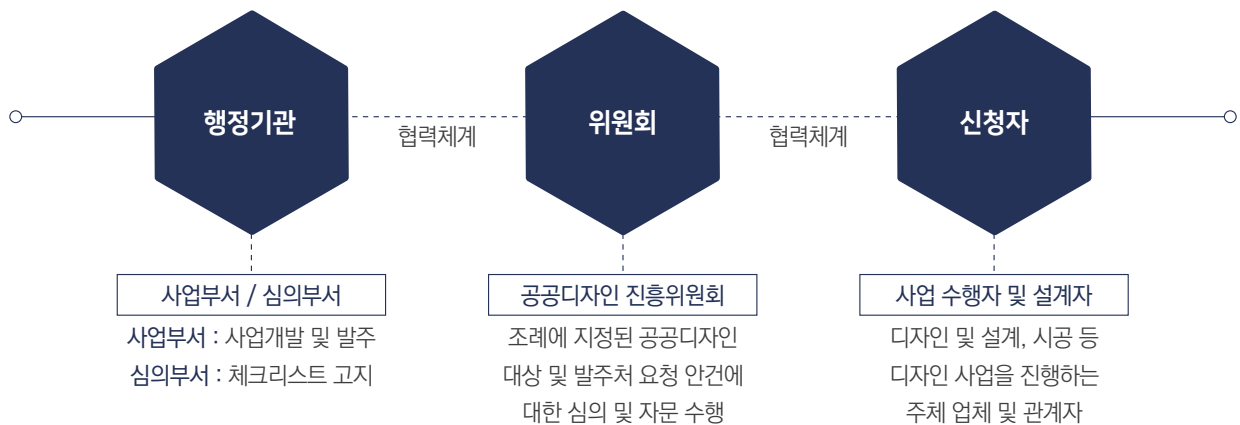 행정기관
협력체계
위원회
협력체계
신청자
사업부서 / 심의부서
사업부서 : 사업개발 및 발주
심의부서 : 체크리스트 고지
공공디자인 진흥위원회
조례에 지정된 공공디자인
대상 및 발주처 요청 안건에
대한 심의 및 자문 수행
사업 수행자 및 설계자
디자인 및 설계, 시공 등
디자인 사업을 진행하는
주체 업체 및 관계자